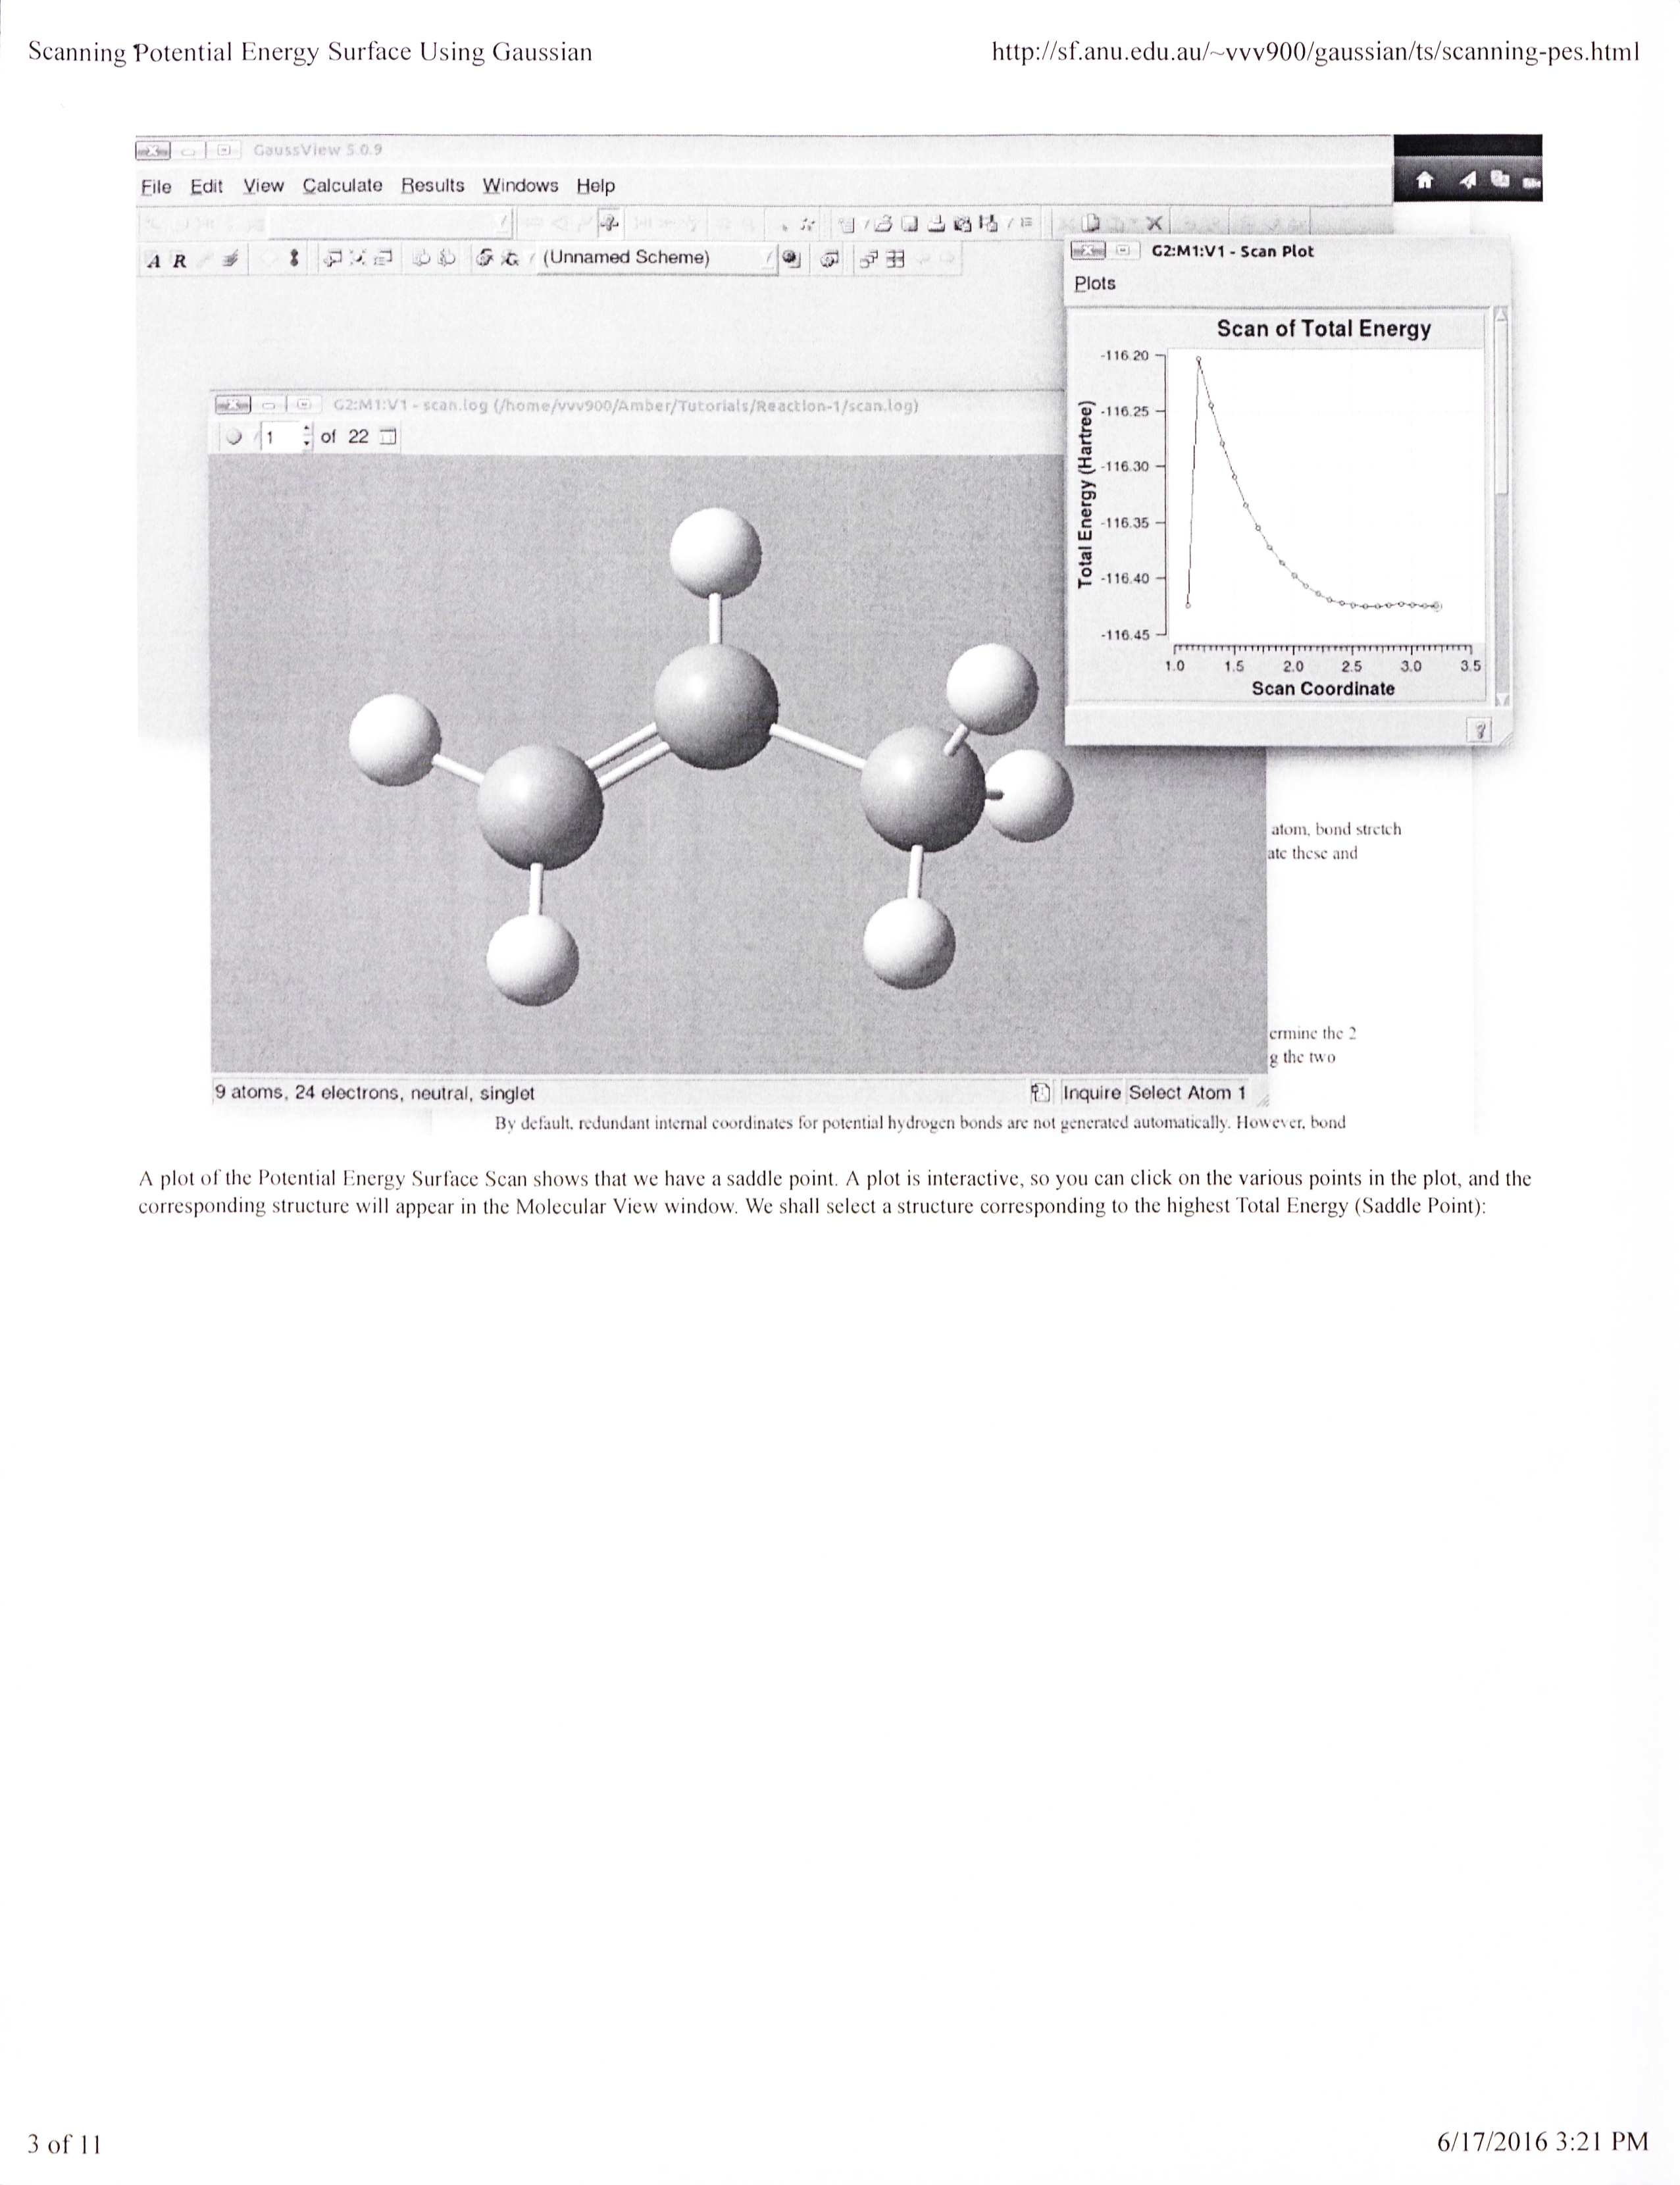 Scanning Potential Energy Surface Using Gaussian
http://sf.anu.edu.au/~vvv900/gaussian/ts/scanning-pes.html
GaussView 5.0.9
File Edit View Calculate Results Windows Help
A R
(Unnamed Scheme)
G2:M1:V1 - Scan Plot
Plots
Scan of Total Energy
Total Energy (Hartree)
-116.20
-116.25
-116.30
-116.35
-116.40
-116.45
1.0 1.5 2.0 2.5 3.0 3.5
Scan Coordinate
G2:M1:V1 - scan.log (/home/vvv900/Amber/Tutorials/Reaction-1/scan.log)
1 of 22
atom, bond stretch
ate these and
ermine the 2
g the two
9 atoms, 24 electrons, neutral, singlet
Inquire Select Atom 1
By default, redundant internal coordinates for potential hydrogen bonds are not generated automatically. However, bond
A plot of the Potential Energy Surface Scan shows that we have a saddle point. A plot is interactive, so you can click on the various points in the plot, and the
corresponding structure will appear in the Molecular View window. We shall select a structure corresponding to the highest Total Energy (Saddle Point):
3 of 11
6/17/2016 3:21 PM